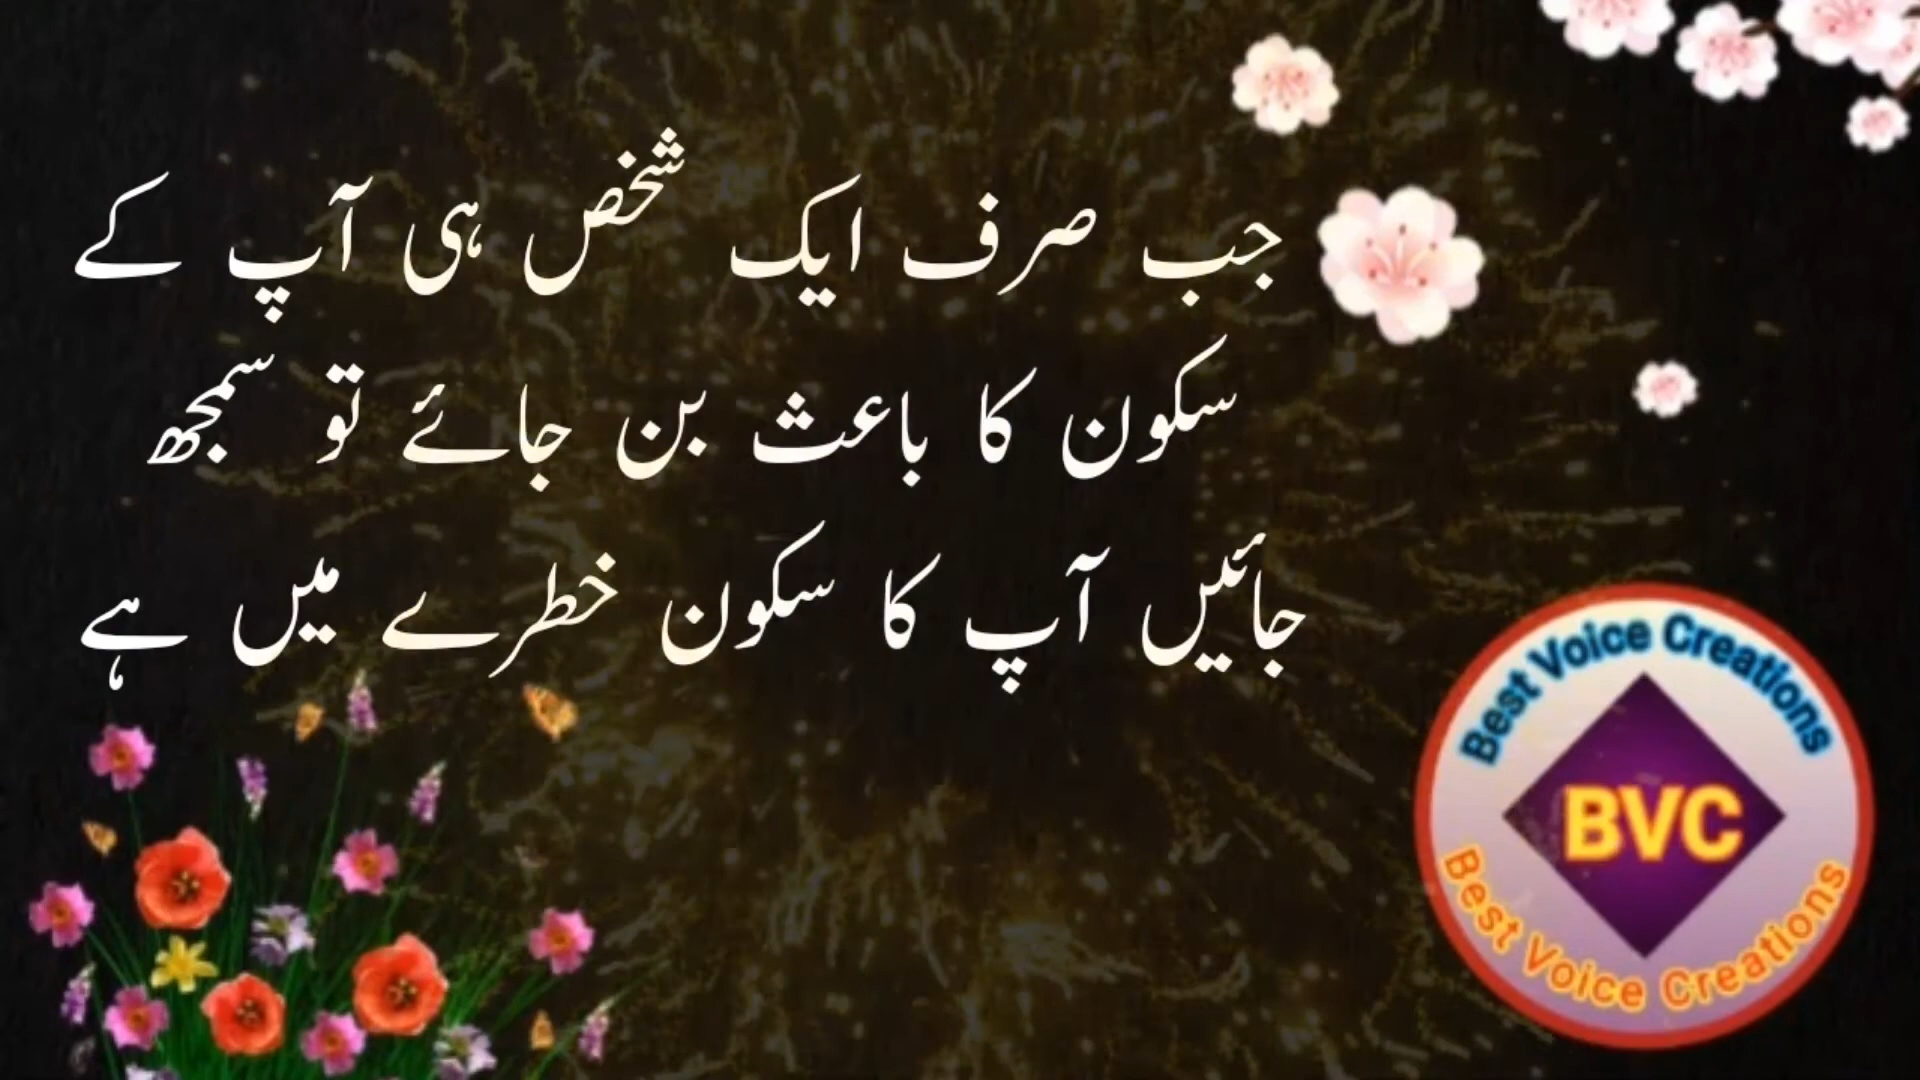 جب صرف ایک شخص ہی آپ کے
سکون کا باعث بن جائے تو سمجھ
جائیں آپ کا سکون خطرے میں ہے
Best Voice Creations
BVC
Best Voice Creations